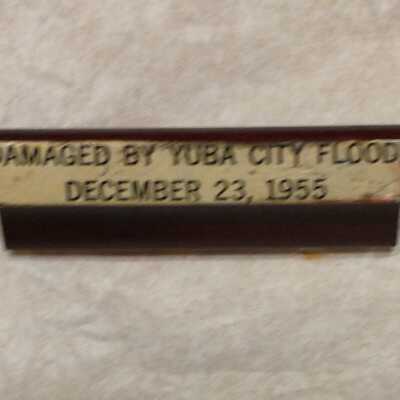 DAMAGED BY YUBA CITY FLOOD
DECEMBER 23, 1955